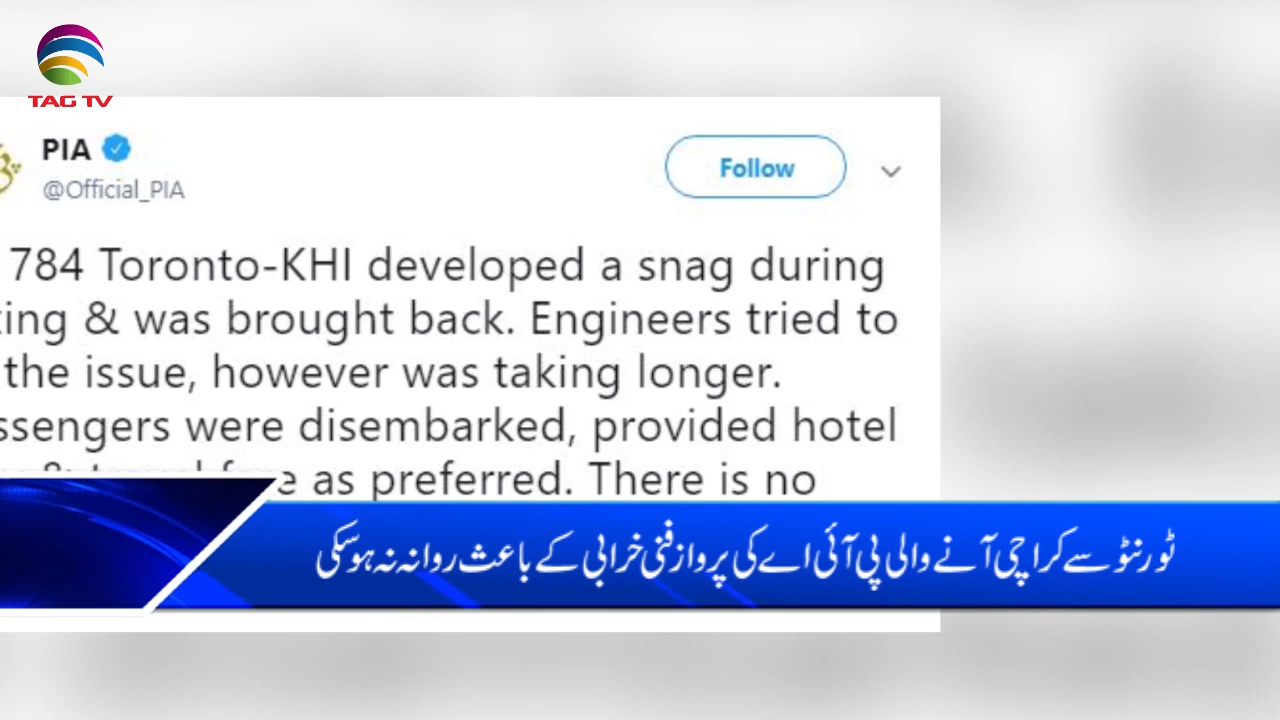 TAG TV
PIA
@Official_PIA
Follow
784 Toronto-KHI developed a snag during
& was brought back. Engineers tried to
the issue, however was taking longer.
were disembarked, provided hotel
as preferred. There is no
ٹورنٹو سے کراچی آنے والی پی آئی اے کی پرواز فنی خرابی کے باعث روانہ نہ ہوسکی